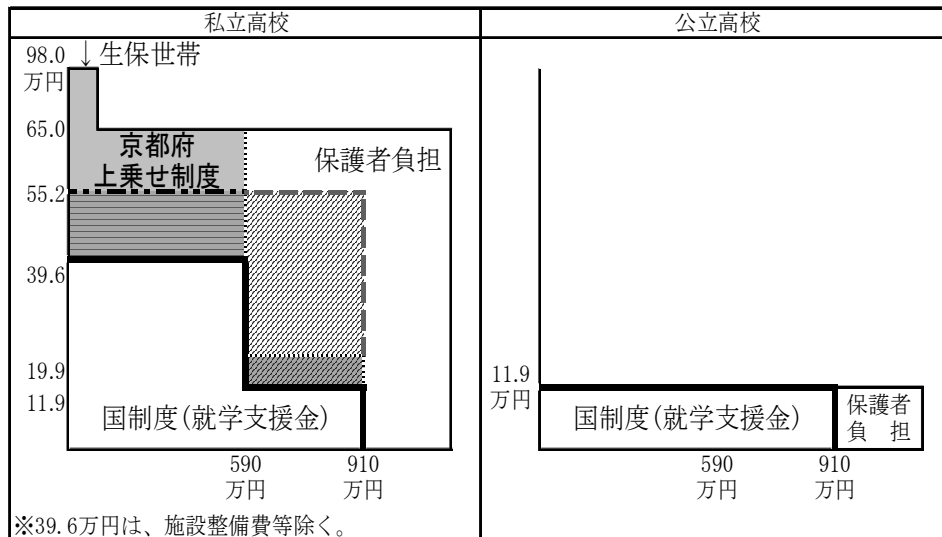 私立高校
98.0
万円
↓生保世帯
65.0
京都府
上乗せ制度
保護者負担
55.2
39.6
19.9
11.9
国制度(就学支援金)
590
万円
910
万円
※39.6万円は、施設整備費等除く。
公立高校
11.9
万円
国制度(就学支援金)
保護者
負 担
590
万円
910
万円